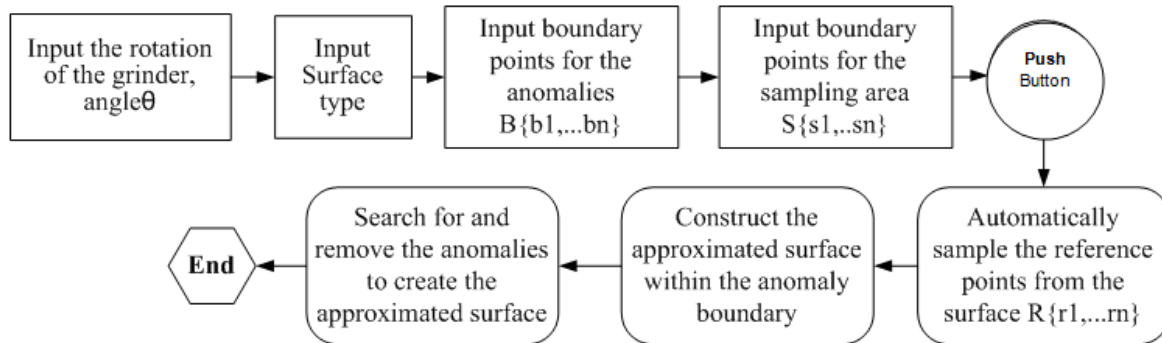 Input the rotation
of the grinder,
angleθ
Input
Surface
type
Input boundary
points for the
anomalies
B{b1,...bn}
Input boundary
points for the
sampling area
S{s1,..sn}
Push
Button
Automatically
sample the reference
points from the
surface R{r1,...rn}
Construct the
approximated surface
within the anomaly
boundary
Search for and
remove the anomalies
to create the
approximated surface
End